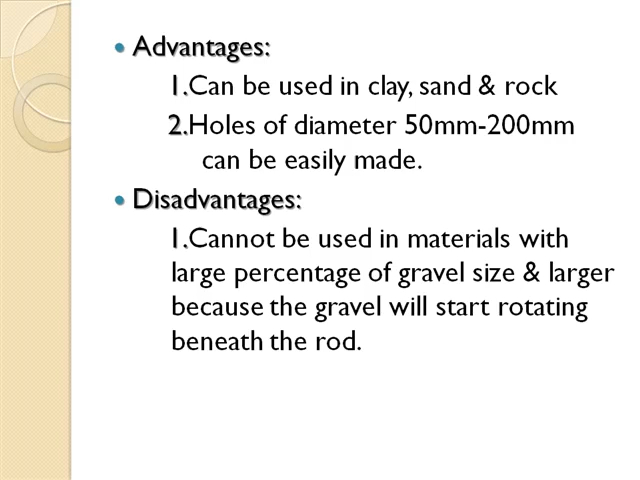 • Advantages:
1.Can be used in clay, sand & rock
2.Holes of diameter 50mm-200mm
can be easily made.
• Disadvantages:
1.Cannot be used in materials with
large percentage of gravel size & larger
because the gravel will start rotating
beneath the rod.